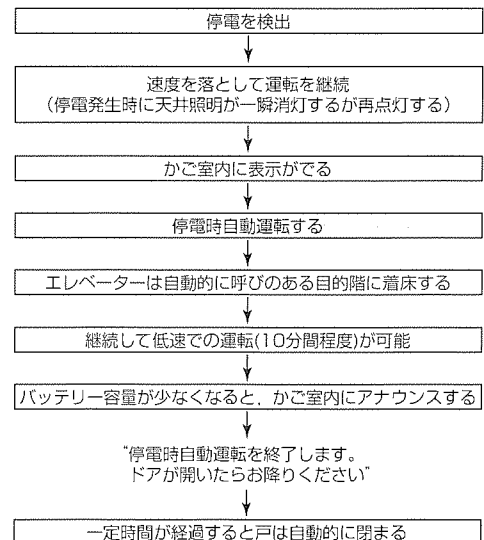 停電を検出
速度を落として運転を継続
（停電発生時に天井照明が一瞬消灯するが再点灯する）
かご室内に表示がでる
停電時自動運転する
エレベーターは自動的に呼びのある目的階に着床する
継続して低速での運転(10分間程度)が可能
バッテリー容量が少なくなると，かご室内にアナウンスする
“停電時自動運転を終了します。
ドアが開いたらお降りください”
一定時間が経過すると戸は自動的に閉まる